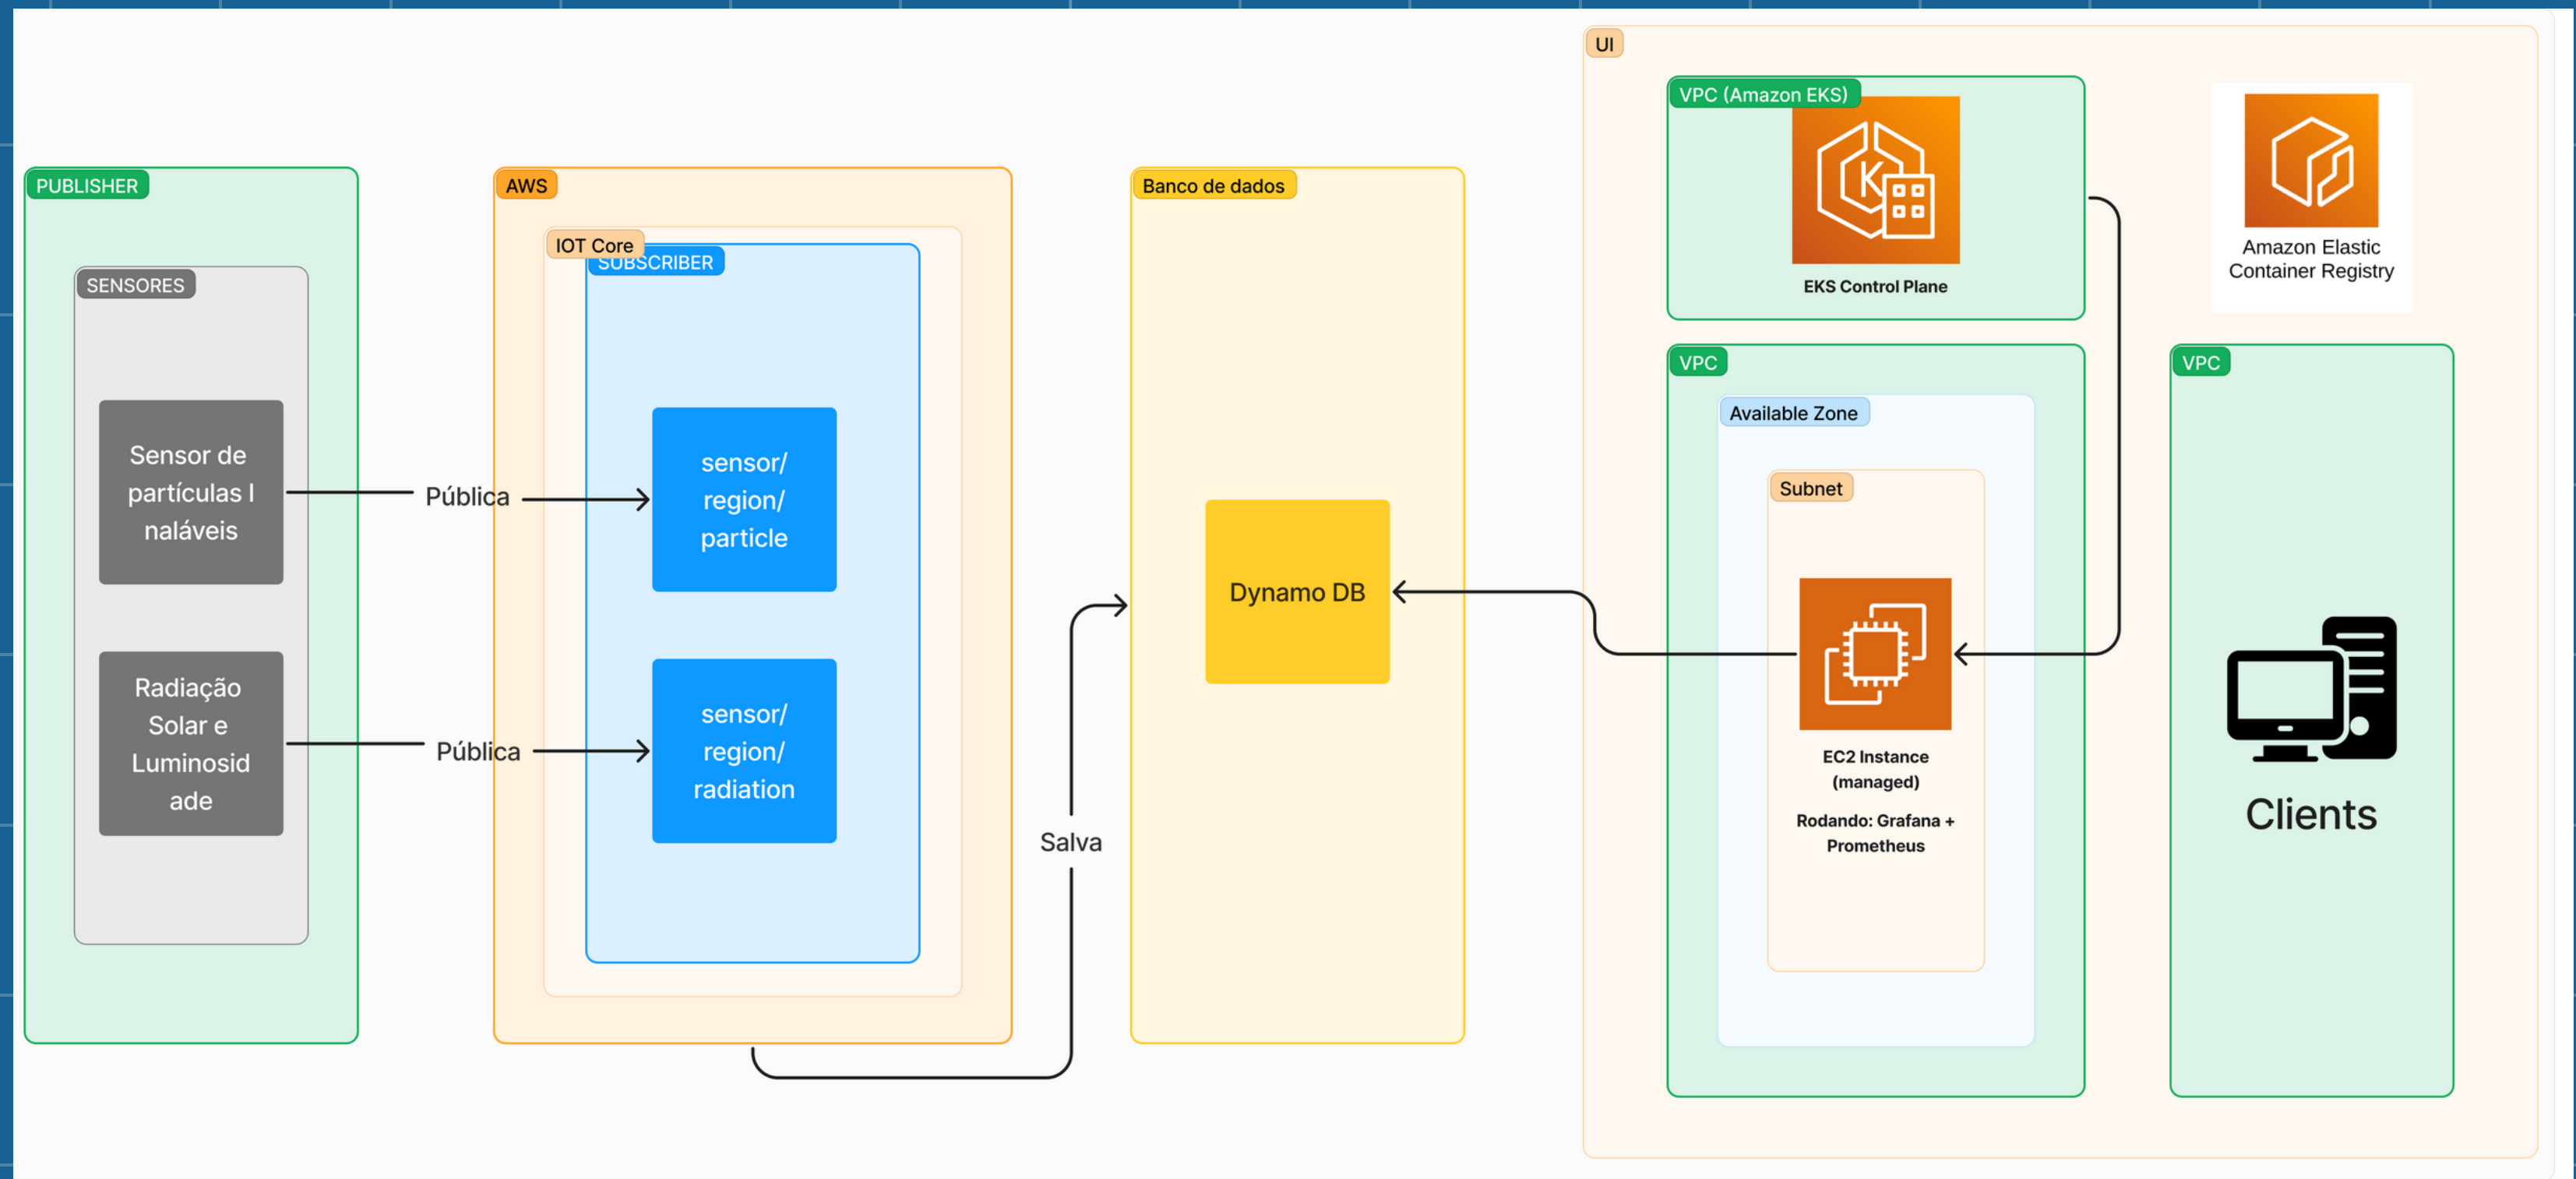 PUBLISHER
SENSORES
Sensor de
partículas I
naláveis
Radiação
Solar e
Luminosid
ade
Pública
Pública
AWS
IOT Core
SUBSCRIBER
sensor/
region/
particle
sensor/
region/
radiation
Salva
Banco de dados
Dynamo DB
UI
VPC (Amazon EKS)
EKS Control Plane
Amazon Elastic
Container Registry
VPC
Available Zone
Subnet
EC2 Instance
(managed)
Rodando: Grafana +
Prometheus
VPC
Clients